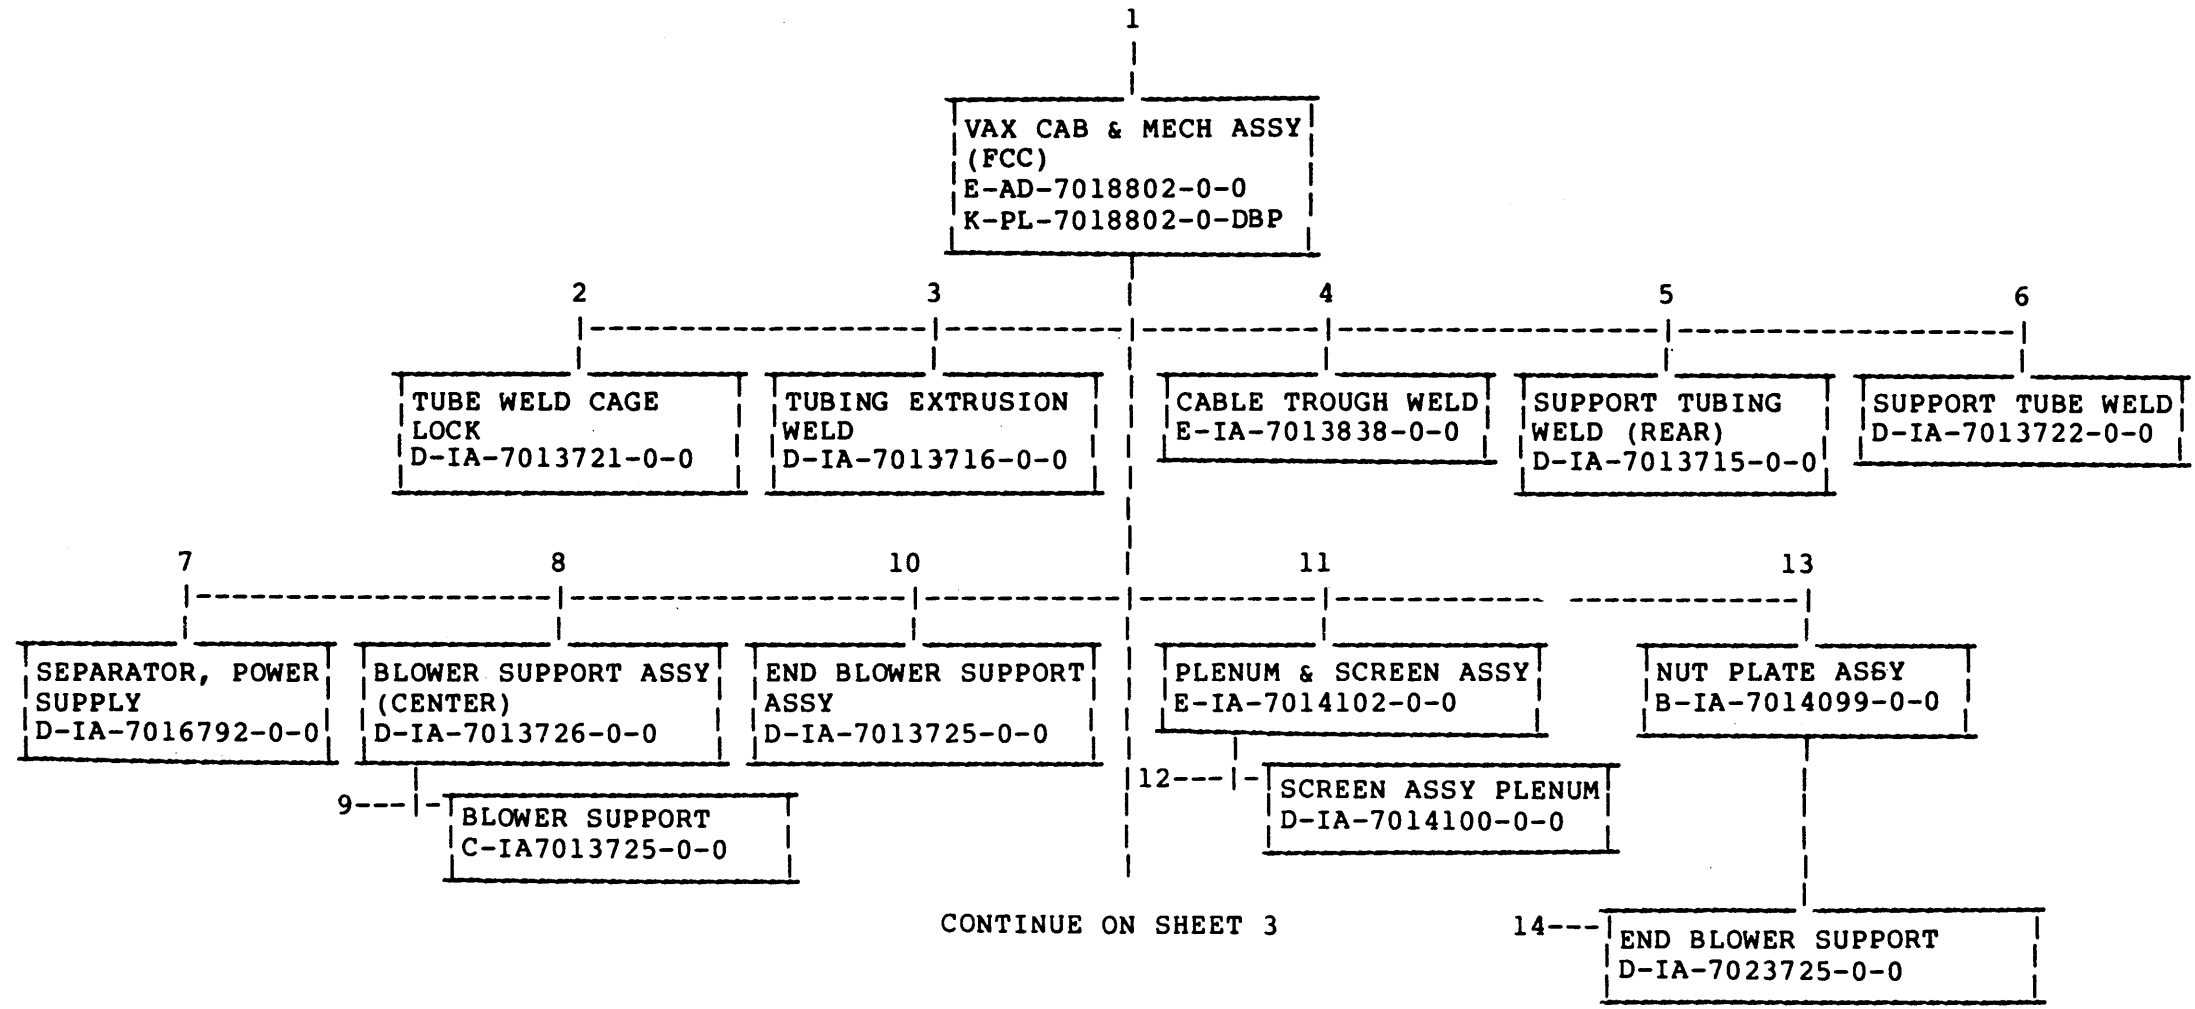 1
VAX CAB & MECH ASSY
(FCC)
E-AD-7018802-0-0
K-PL-7018802-0-DBP
2
3
4
5
6
TUBE WELD CAGE
LOCK
D-IA-7013721-0-0
TUBING EXTRUSION
WELD
D-IA-7013716-0-0
CABLE TROUGH WELD
E-IA-7013838-0-0
SUPPORT TUBING
WELD (REAR)
D-IA-7013715-0-0
SUPPORT TUBE WELD
D-IA-7013722-0-0
7
8
10
11
13
SEPARATOR, POWER
SUPPLY
D-IA-7016792-0-0
BLOWER SUPPORT ASSY
(CENTER)
D-IA-7013726-0-0
END BLOWER SUPPORT
ASSY
D-IA-7013725-0-0
PLENUM & SCREEN ASSY
E-IA-7014102-0-0
NUT PLATE ASSY
B-IA-7014099-0-0
9
BLOWER SUPPORT
C-IA7013725-0-0
12
SCREEN ASSY PLENUM
D-IA-7014100-0-0
CONTINUE ON SHEET 3
14
END BLOWER SUPPORT
D-IA-7023725-0-0